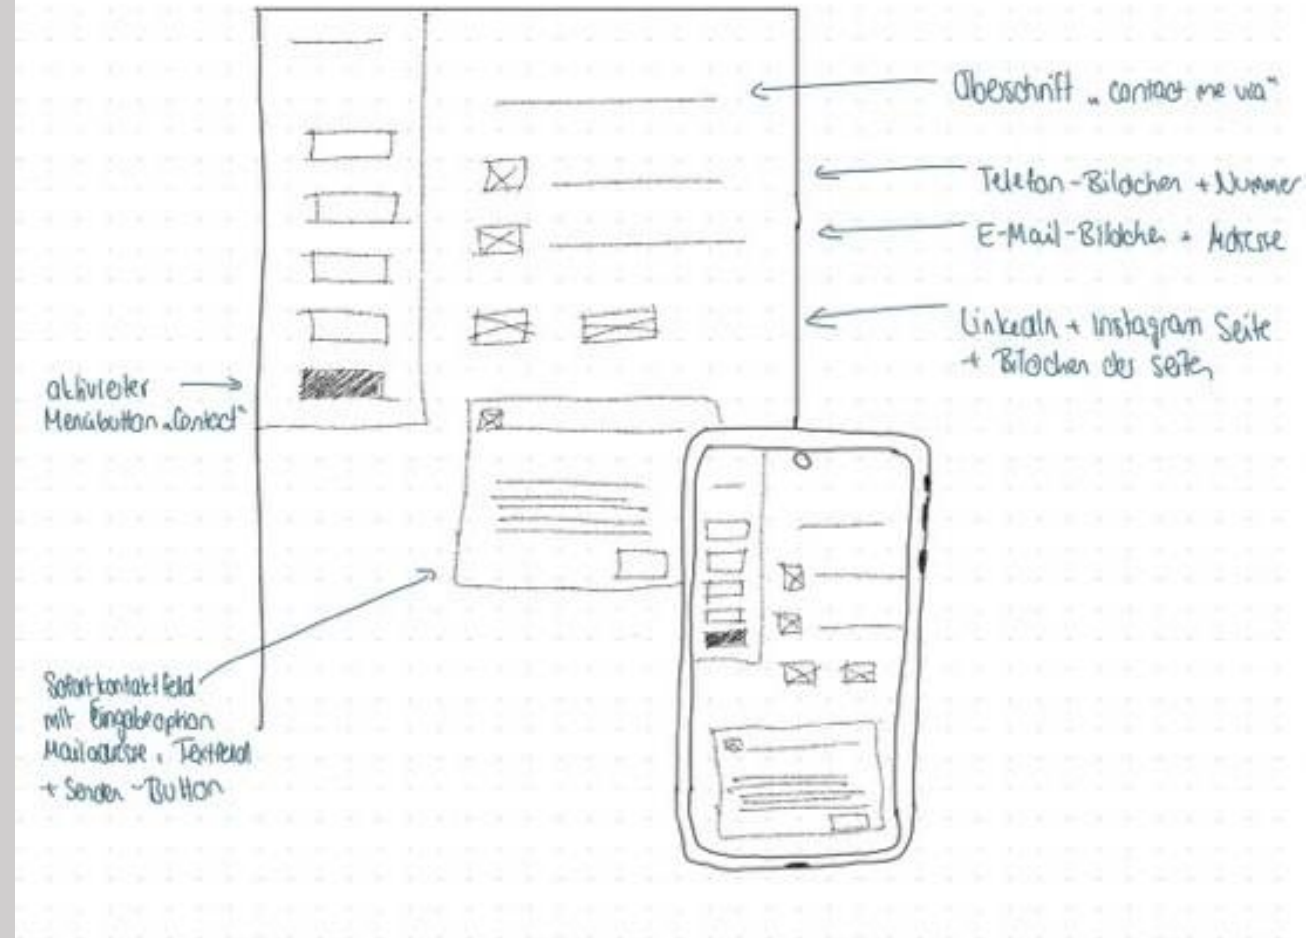 Überschrift „contact me via"
Telefon-Bildchen + Nummer
E-Mail-Bildchen + Adresse
LinkedIn + Instagram Seite
+ Bildchen der Seiten
aktivierter
Menübutton „Contact"
Sofortkontaktfeld
mit Eingabeoption
Mailadresse, Textfeld
+ Senden-Button